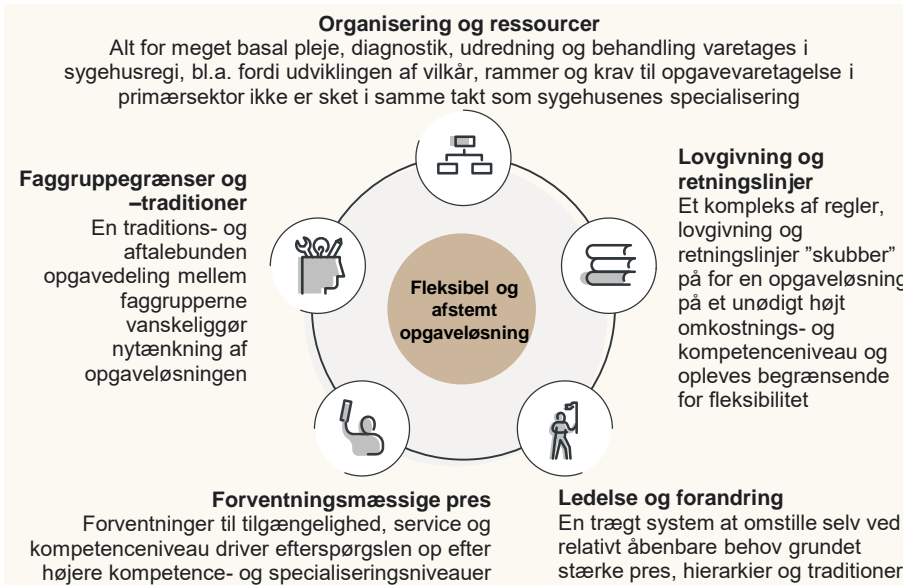 Organisering og ressourcer
Alt for meget basal pleje, diagnostik, udredning og behandling varetages i
sygehusregi, bl.a. fordi udviklingen af vilkår, rammer og krav til opgavevaretagelse i
primærsektor ikke er sket i samme takt som sygehusenes specialisering
Faggruppegrænser og
–traditioner
En traditions- og
aftalebunden
opgavedeling mellem
faggrupperne
vanskeliggør
nytænkning af
opgaveløsningen
Fleksibel og
afstemt
opgaveløsning
Lovgivning og
retningslinjer
Et kompleks af regler,
lovgivning og
retningslinjer ”skubber”
på for en opgaveløsning
på et unødigt højt
omkostnings- og
kompetenceniveau og
opleves begrænsende
for fleksibilitet
Forventningsmæssige pres
Forventninger til tilgængelighed, service og
kompetenceniveau driver efterspørgslen op efter
højere kompetence- og specialiseringsniveauer
Ledelse og forandring
En trægt system at omstille selv ved
relativt åbenbare behov grundet
stærke pres, hierarkier og traditioner